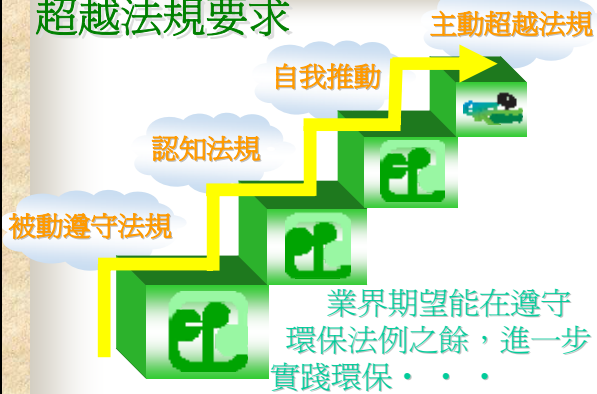 超越法規要求
主動超越法規
自我推動
認知法規
被動遵守法規
業界期望能在遵守
環保法例之餘，進一步
實踐環保・・・